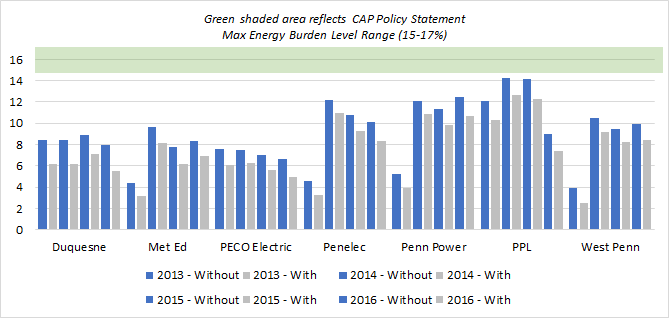 Green shaded area reflects CAP Policy Statement
Max Energy Burden Level Range (15-17%)
16
14
12
10
8
6
4
2
0
Duquesne Met Ed PECO Electric Penelec Penn Power PPL West Penn
2013 - Without 2013 - With 2014 - Without 2014 - With
2015 - Without 2015 - With 2016 - Without 2016 - With